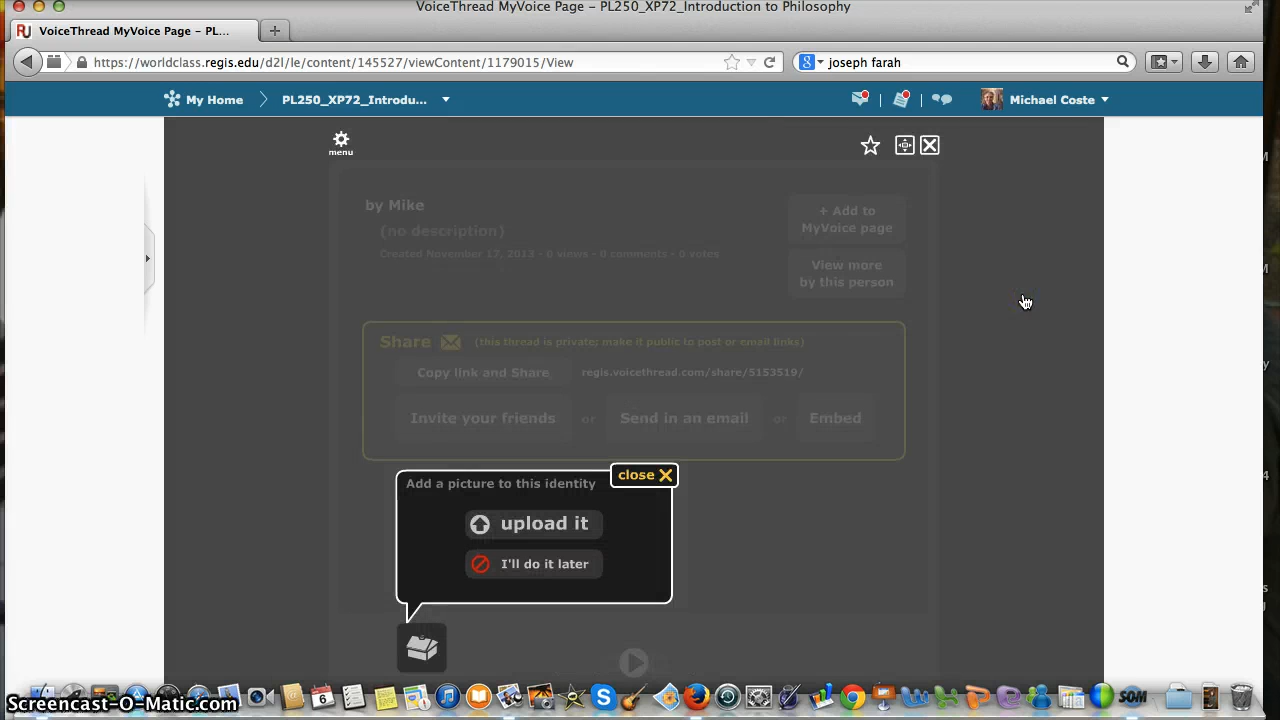 VoiceThread MyVoice Page - PL250_XP72_Introduction to Philosophy
RJ VoiceThread MyVoice Page – PL... +
https://worldclass.regis.edu/d2l/le/content/145527/viewContent/1179015/View
8 joseph farah
My Home PL250_XP72_Introdu... Michael Coste
menu
by Mike
(no description)
Created November 17, 2013 - 0 views - 0 comments - 0 votes
+ Add to
MyVoice page
View more
by this person
Share (this thread is private; make it public to post or email links)
Copy link and Share regis.voicethread.com/share/5153519/
Invite your friends or Send in an email or Embed
close X
Add a picture to this identity
upload it
I'll do it later
6
SOM
Screencast-O-Matic.com